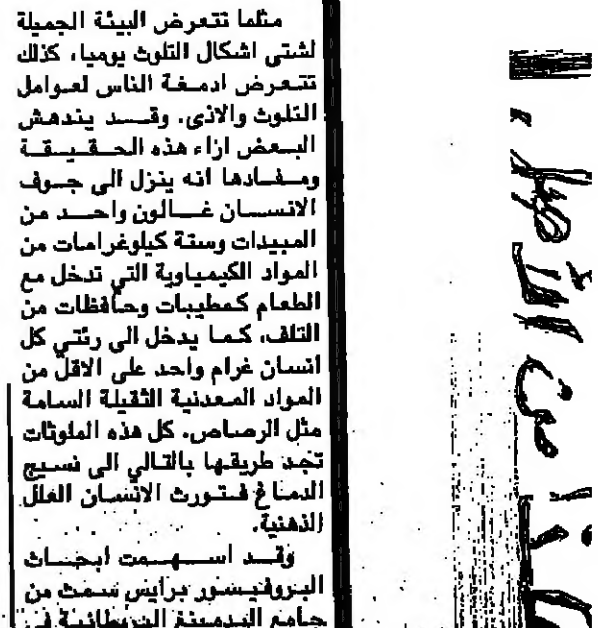 مثلما تتعرض البيئة الجميلة
لشتى اشكال التلوث يوميا، كذلك
تتعرض ادمغة الناس لعوامل
التلوث والاذى. وقد يندهش
البعض ازاء هذه الحقيقة
ومفادها انه ينزل الى جوف
الانسان غالون واحد من
المبيدات وستة كيلوغرامات من
المواد الكيمياوية التي تدخل مع
الطعام كمطيبات وحافظات من
التلف، كما يدخل الى رئتي كل
انسان غرام واحد على الاقل من
المواد المعدنية الثقيلة السامة
مثل الرصاص. كل هذه الملوثات
تجد طريقها بالتالي الى نسيج
الدماغ فتورث الانسان العلل
الذهنية.
وقد اسهمت ابحاث
البروفيسور برايس سمث من
البريطانية في